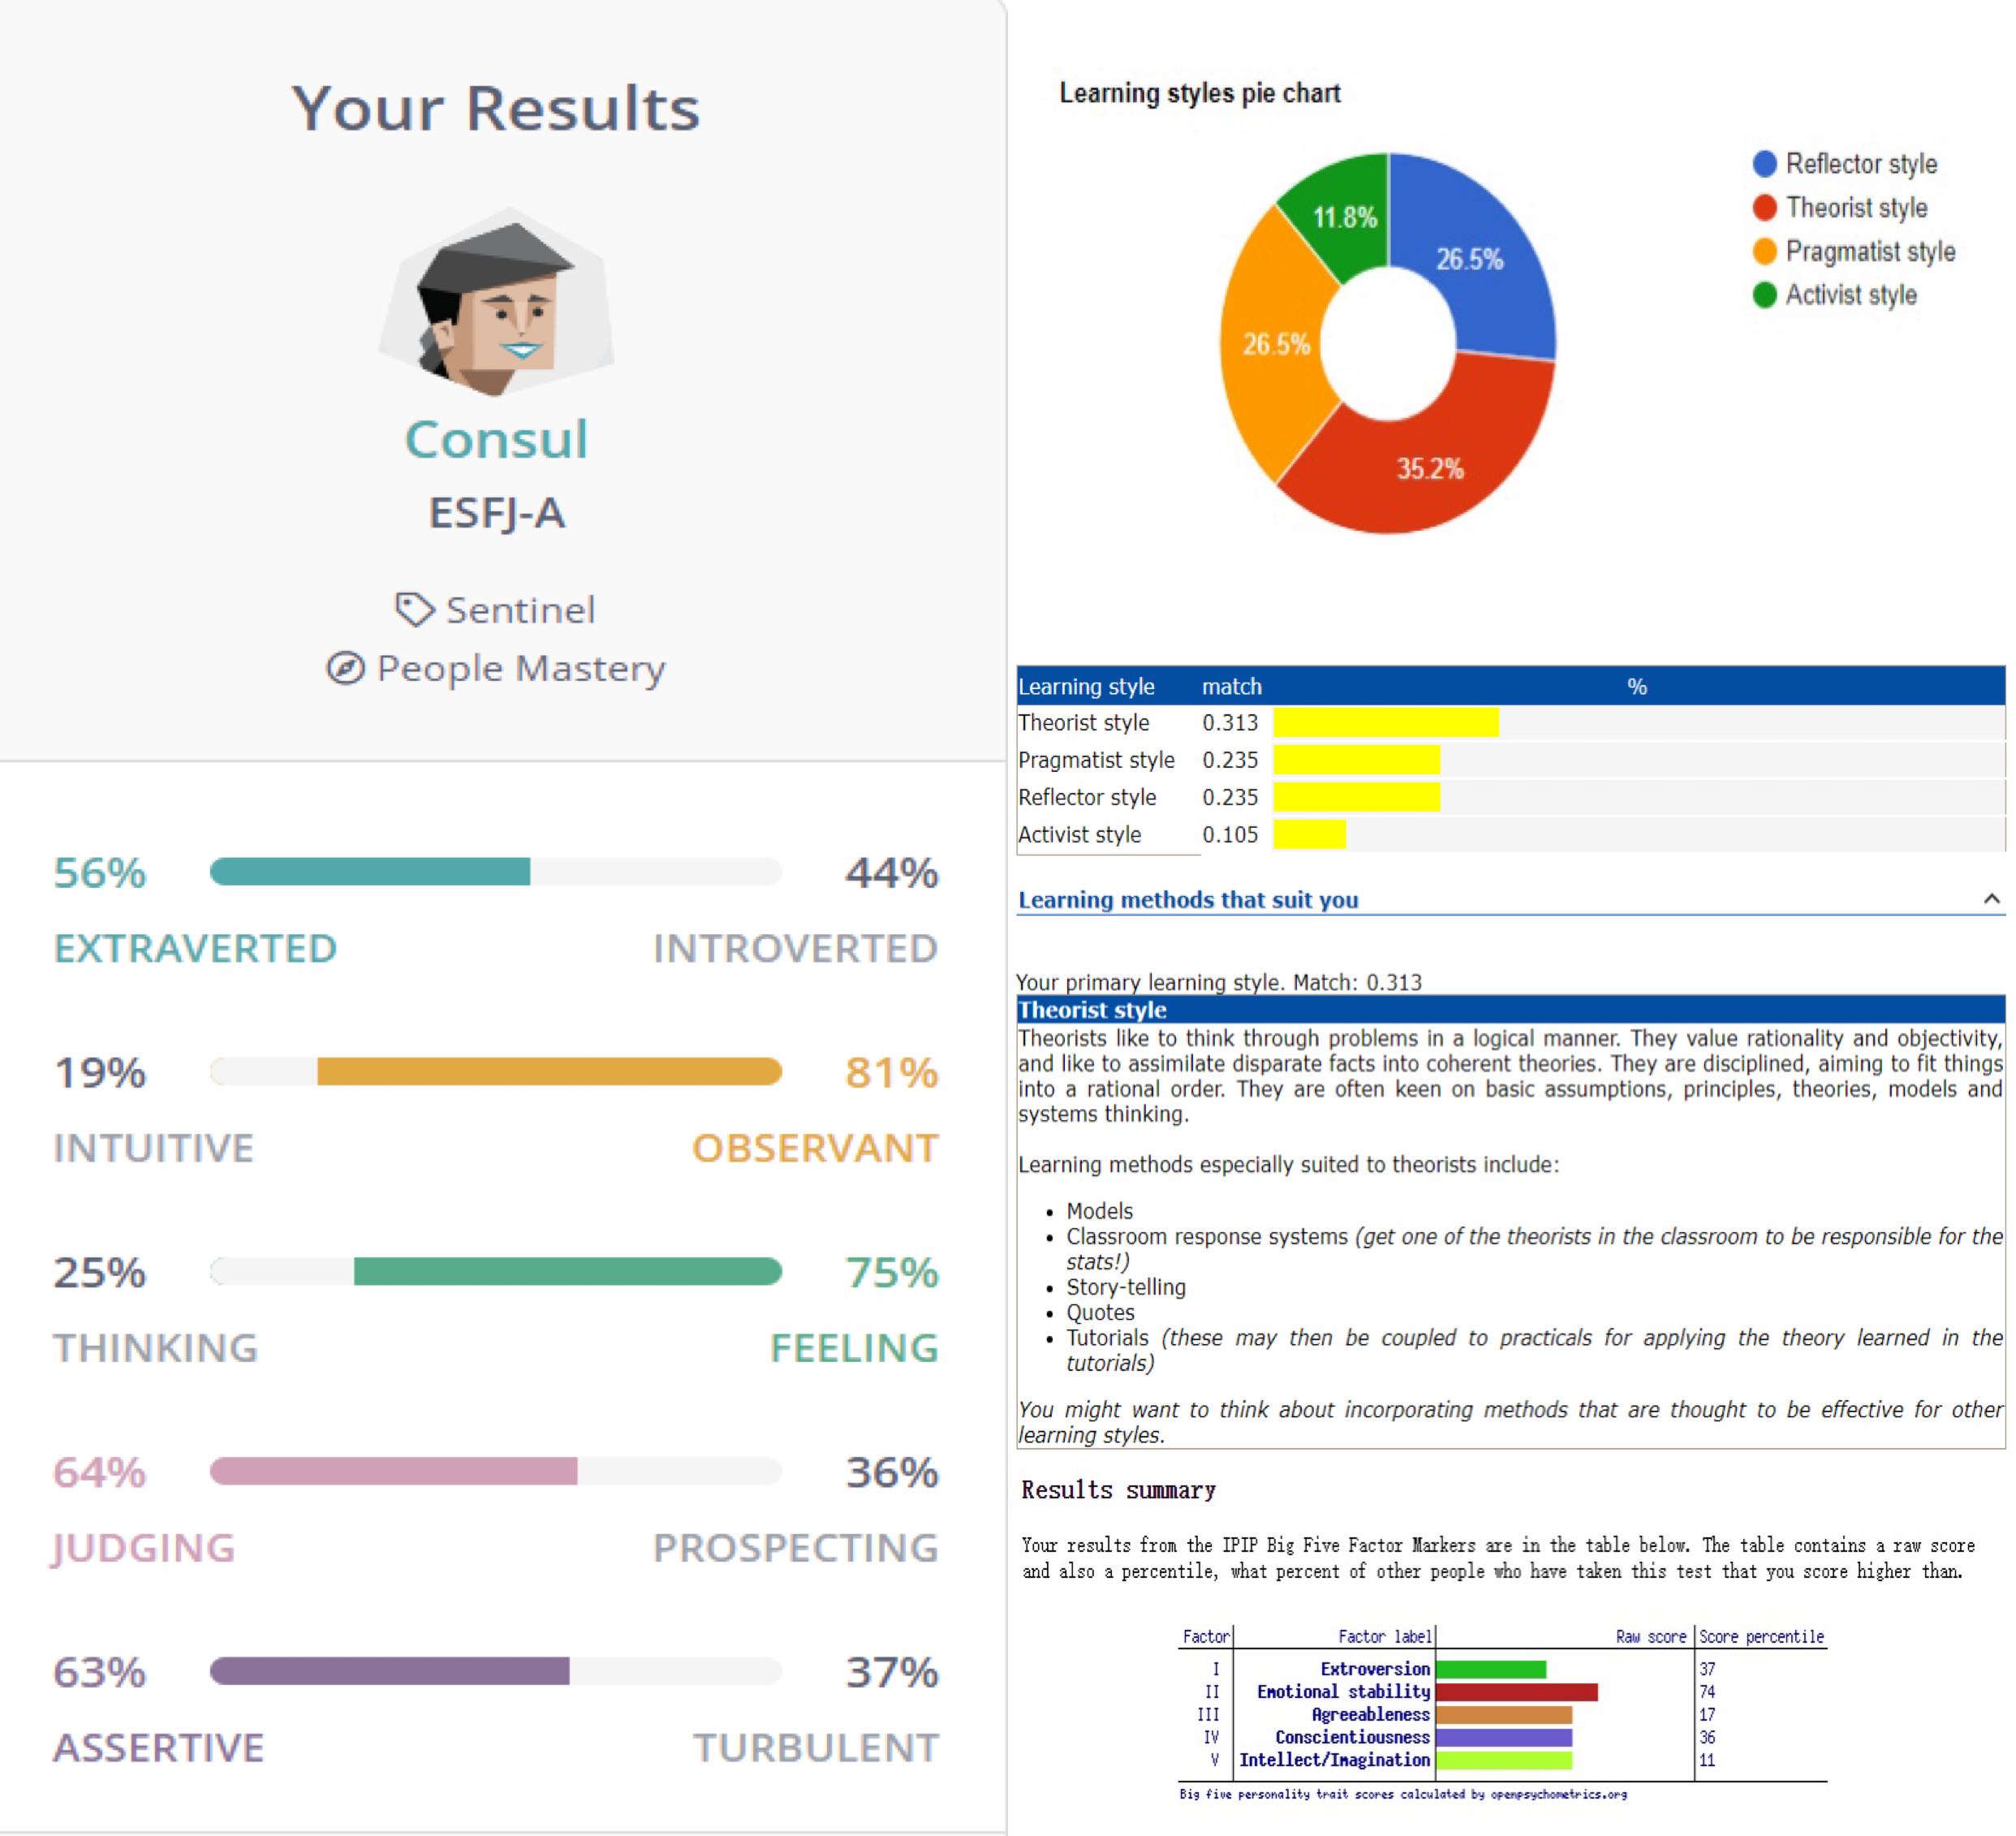 Your Results
Consul
ESFJ-A
Sentinel
People Mastery
56%
44%
EXTRAVERTED
INTROVERTED
19%
81%
INTUITIVE
OBSERVANT
25%
75%
THINKING
FEELING
64%
36%
JUDGING
PROSPECTING
63%
37%
ASSERTIVE
TURBULENT
Learning styles pie chart
Reflector style
Theorist style
Pragmatist style
Activist style
11.8%
26.5%
26.5%
35.2%
Learning style match %
Theorist style 0.313
Pragmatist style 0.235
Reflector style 0.235
Activist style 0.105
Learning methods that suit you
Your primary learning style. Match: 0.313
Theorist style
Theorists like to think through problems in a logical manner. They value rationality and objectivity,
and like to assimilate disparate facts into coherent theories. They are disciplined, aiming to fit things
into a rational order. They are often keen on basic assumptions, principles, theories, models and
systems thinking.
Learning methods especially suited to theorists include:
• Models
• Classroom response systems (get one of the theorists in the classroom to be responsible for the
stats!)
• Story-telling
• Quotes
• Tutorials (these may then be coupled to practicals for applying the theory learned in the
tutorials)
You might want to think about incorporating methods that are thought to be effective for other
learning styles.
Results summary
Your results from the IPIP Big Five Factor Markers are in the table below. The table contains a raw score
and also a percentile, what percent of other people who have taken this test that you score higher than.
Factor Factor label Raw score Score percentile
I Extroversion 37
II Emotional stability 74
III Agreeableness 17
IV Conscientiousness 36
V Intellect/Imagination 11
Big five personality trait scores calculated by openpsychometrics.org